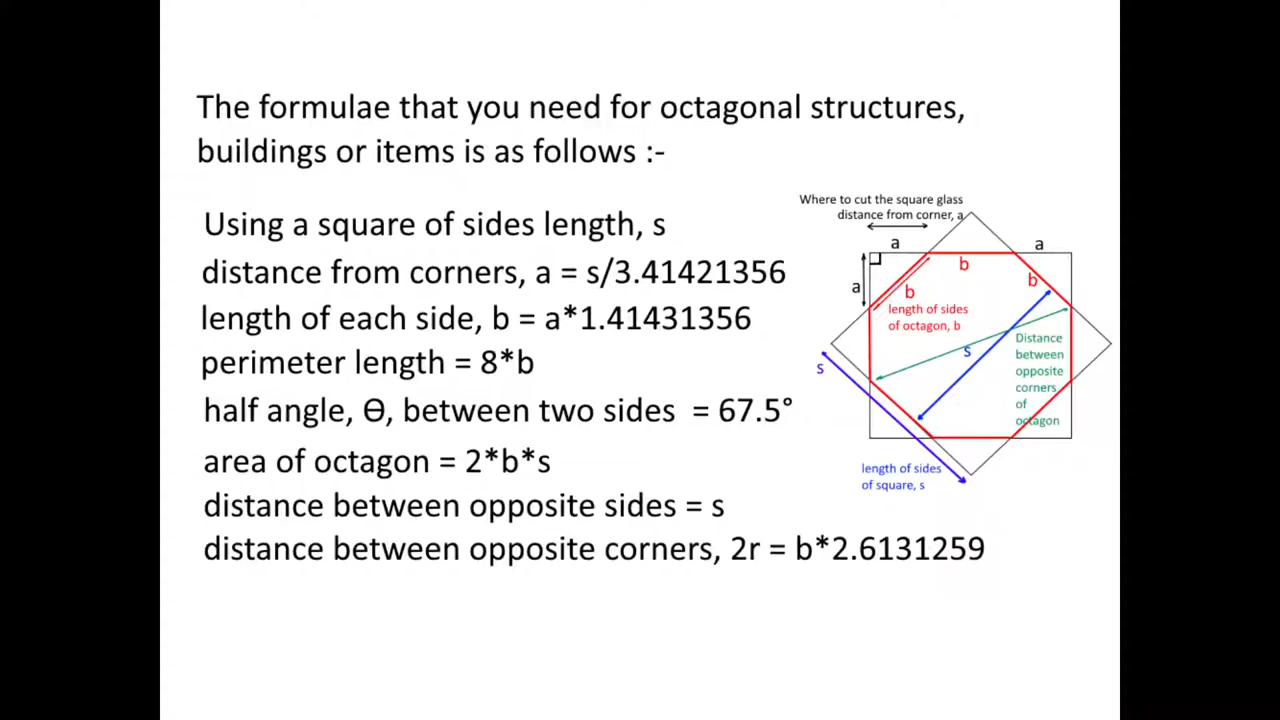 The formulae that you need for octagonal structures,
buildings or items is as follows :-
Using a square of sides length, s
distance from corners, a = s/3.41421356
length of each side, b = a*1.41431356
perimeter length = 8*b
half angle, Ɵ, between two sides = 67.5°
area of octagon = 2*b*s
distance between opposite sides = s
distance between opposite corners, 2r = b*2.6131259
Where to cut the square glass
distance from corner, a
a
a
b
a
b
b
length of sides
of octagon, b
s
s
Distance
between
opposite
corners
of
octagon
length of sides
of square, s